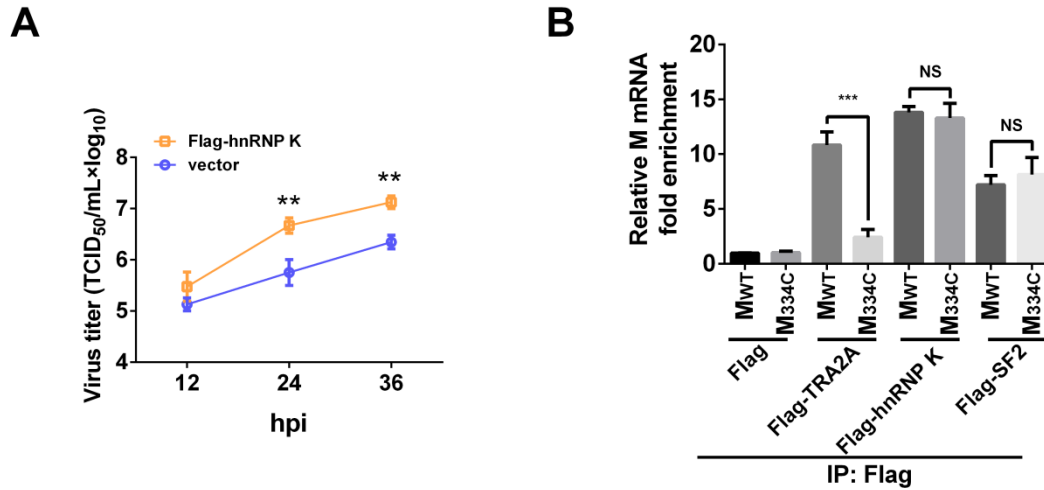 A
Flag-hnRNP K
vector
Virus titer (TCID50/mL×log10)
8
7
6
5
4
**
**
12
24
36
hpi
B
Relative M mRNA
fold enrichment
20
15
10
5
0
***
NS
NS
MWT
M334C
MWT
M334C
MWT
M334C
MWT
M334C
Flag
Flag-TRA2A
Flag-hnRNP K
Flag-SF2
IP: Flag